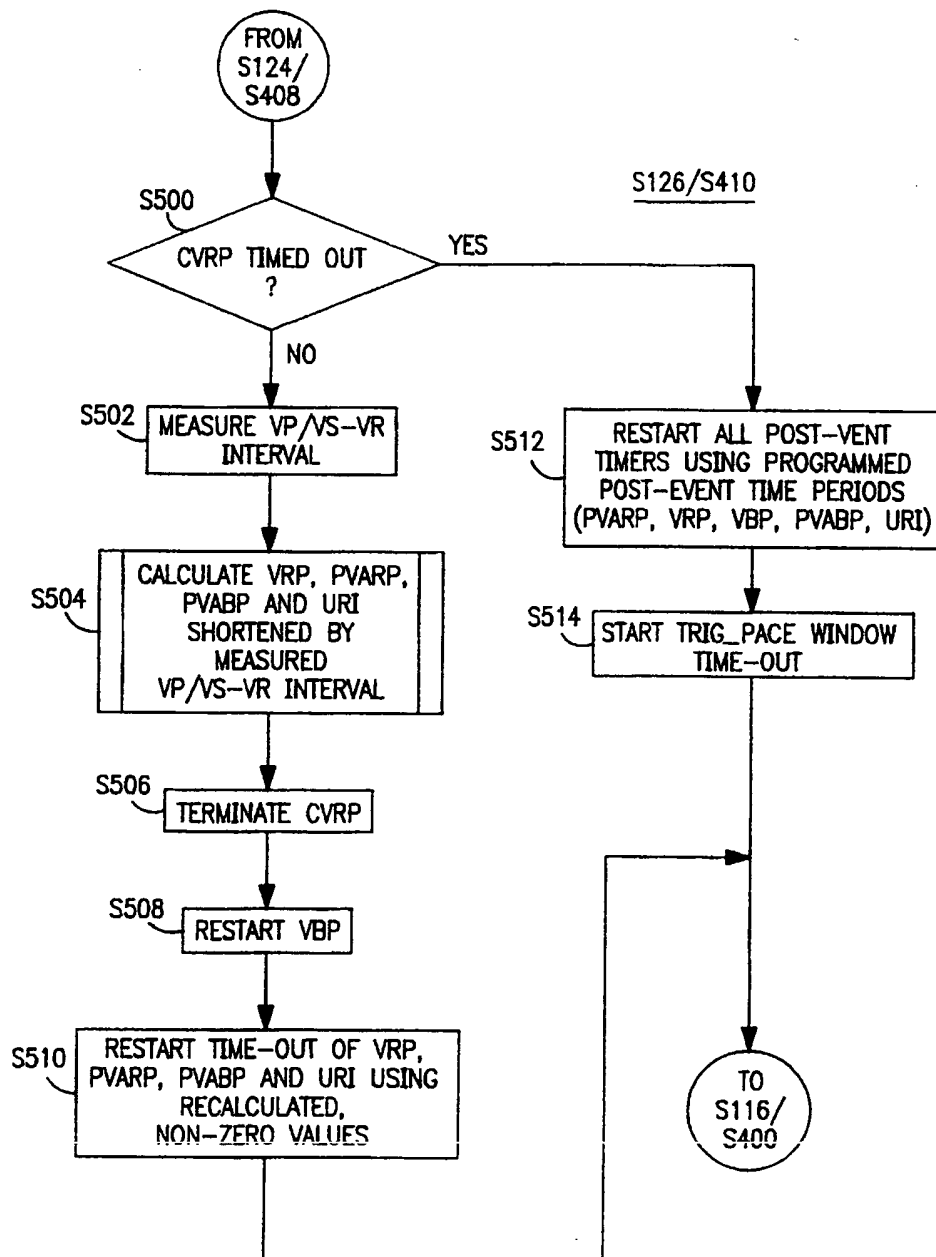 FROM
S124/
S408
S126/S410
S500
CVRP TIMED OUT
?
YES
NO
S502
MEASURE VP/VS-VR
INTERVAL
S504
CALCULATE VRP, PVARP,
PVABP AND URI
SHORTENED BY
MEASURED
VP/VS-VR INTERVAL
S506
TERMINATE CVRP
S508
RESTART VBP
S510
RESTART TIME-OUT OF VRP,
PVARP, PVABP AND URI USING
RECALCULATED,
NON-ZERO VALUES
S512
RESTART ALL POST-VENT
TIMERS USING PROGRAMMED
POST-EVENT TIME PERIODS
(PVARP, VRP, VBP, PVABP, URI)
S514
START TRIG_PACE WINDOW
TIME-OUT
TO
S116/
S400